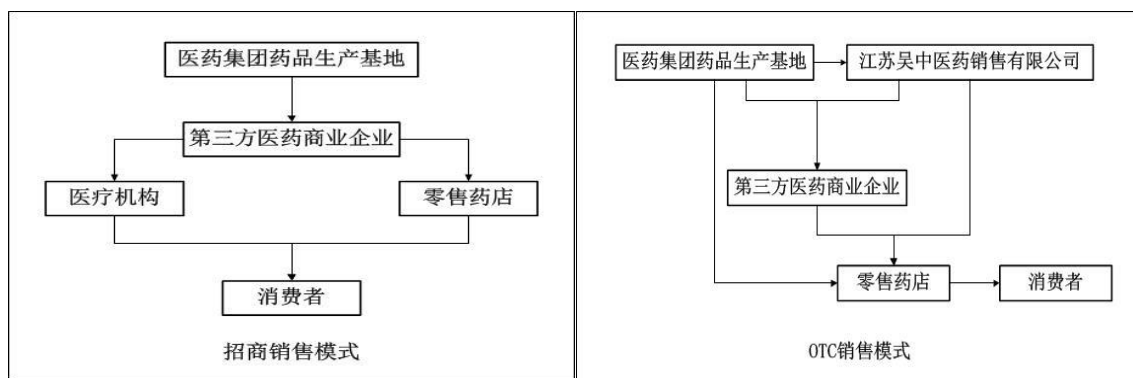 医药集团药品生产基地
第三方医药商业企业
医疗机构
零售药店
消费者
招商销售模式
医药集团药品生产基地
江苏吴中医药销售有限公司
第三方医药商业企业
零售药店
消费者
OTC销售模式